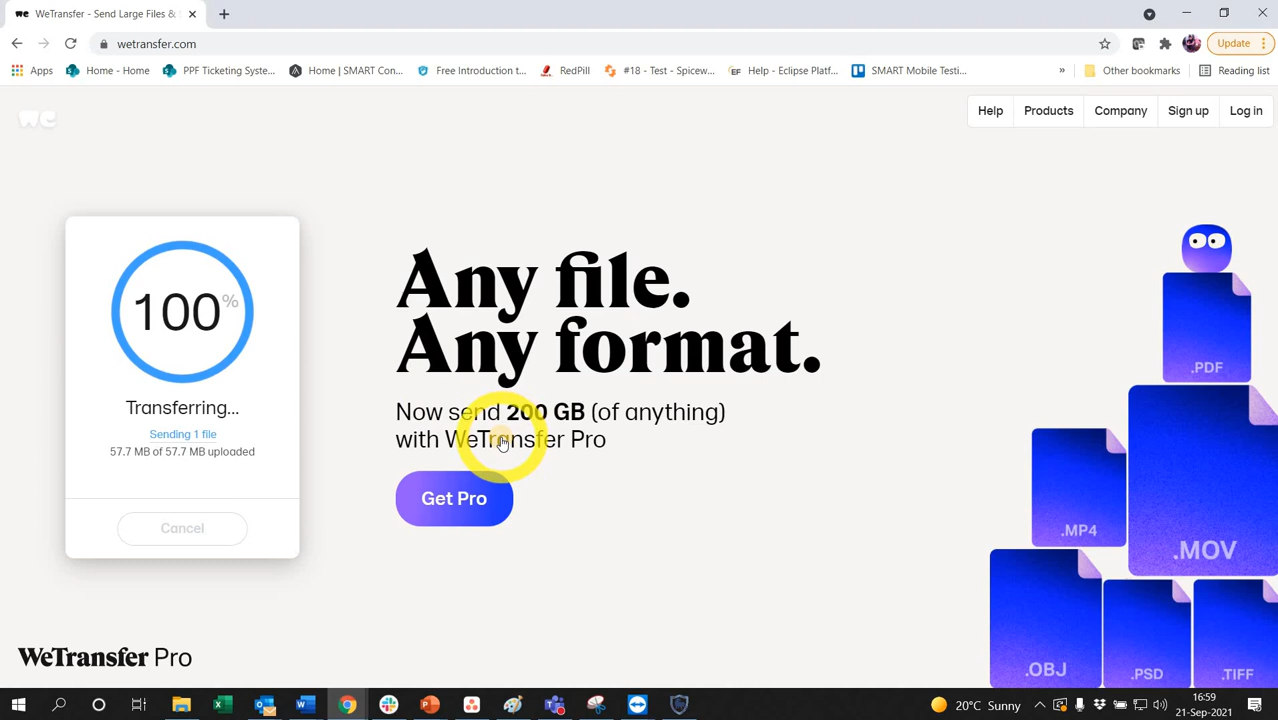 WeTransfer - Send Large Files & S
wetransfer.com
Update
Apps
Home - Home
PPF Ticketing Syste...
Home | SMART Con...
Free Introduction t...
RedPill
#18 - Test - Spicew...
Help - Eclipse Platf...
SMART Mobile Testi...
»
Other bookmarks
Reading list
we
Help
Products
Company
Sign up
Log in
100%
Transferring...
Sending 1 file
57.7 MB of 57.7 MB uploaded
Cancel
Any file.
Any format.
Now send 200 GB (of anything)
with WeTransfer Pro
Get Pro
.PDF
.MP4
.MOV
.OBJ
.PSD
.TIFF
WeTransfer Pro
20°C Sunny
16:59
21-Sep-2021